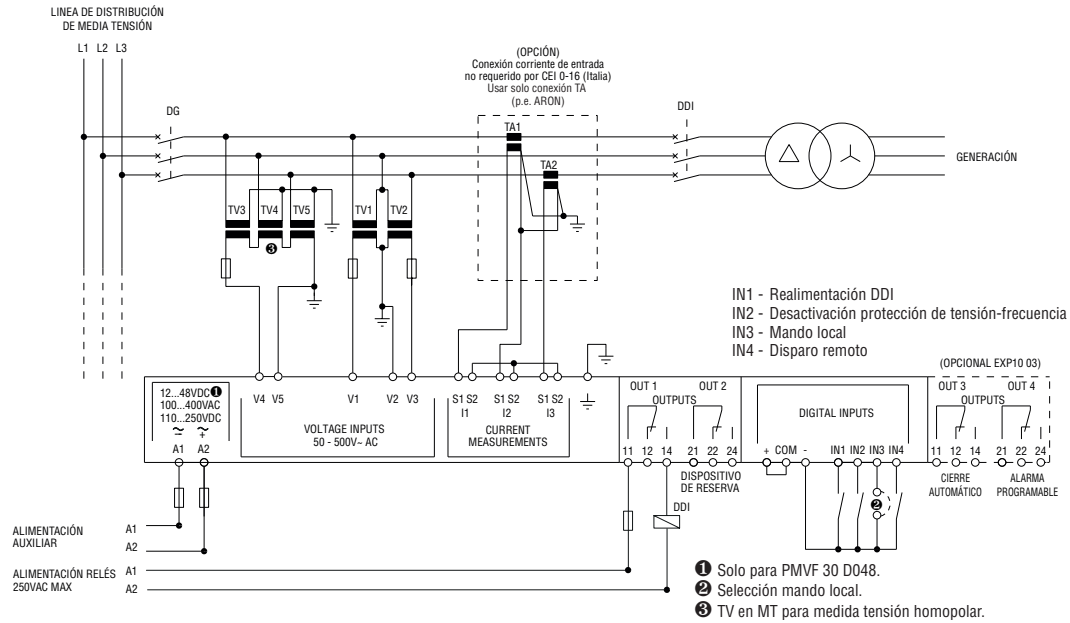 LINEA DE DISTRIBUCIÓN
DE MEDIA TENSIÓN
L1 L2 L3
DG
(OPCIÓN)
Conexión corriente de entrada
no requerido por CEI 0-16 (Italia)
Usar solo conexión TA
(p.e. ARON)
TA1
TA2
DDI
GENERACIÓN
TV3 TV4 TV5 TV1 TV2
❸
IN1 - Realimentación DDI
IN2 - Desactivación protección de tensión-frecuencia
IN3 - Mando local
IN4 - Disparo remoto
(OPCIONAL EXP10 03)
12...48VDC❶
100...400VAC
110...250VDC
~ ~
– +
A1 A2
V4 V5 V1 V2 V3
VOLTAGE INPUTS
50 - 500V~ AC
S1 S2 S1 S2 S1 S2
I1 I2 I3
CURRENT
MEASUREMENTS
OUT 1 OUT 2
OUTPUTS
11 12 14 21 22 24
DISPOSITIVO
DE RESERVA
DIGITAL INPUTS
+ COM - IN1 IN2 IN3 IN4
❷
OUT 3 OUT 4
OUTPUTS
11 12 14 21 22 24
CIERRE
AUTOMÁTICO
ALARMA
PROGRAMABLE
DDI
ALIMENTACIÓN
AUXILIAR
A1
A2
ALIMENTACIÓN RELÉS
250VAC MAX
A1
A2
❶ Solo para PMVF 30 D048.
❷ Selección mando local.
❸ TV en MT para medida tensión homopolar.